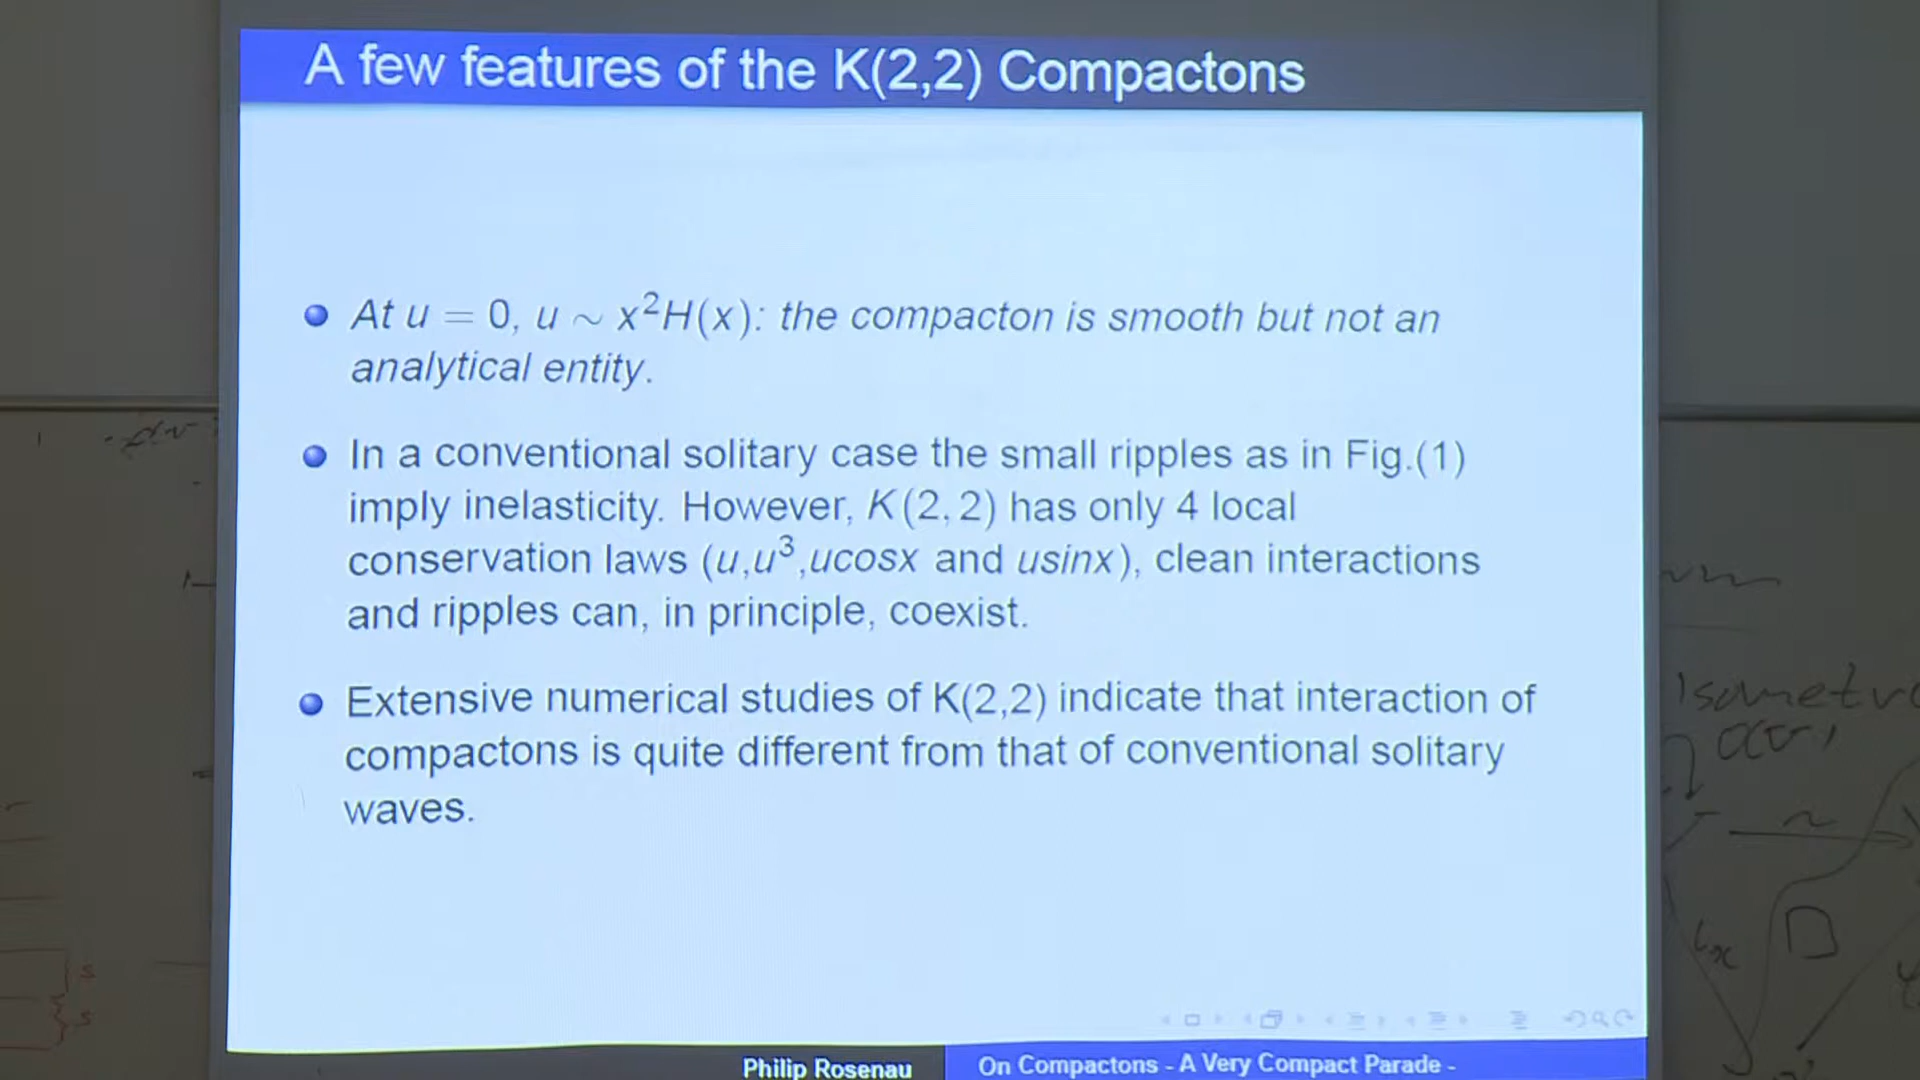 A few features of the K(2,2) Compactons
At u = 0, u ∼ x²H(x): the compacton is smooth but not an
analytical entity.
In a conventional solitary case the small ripples as in Fig.(1)
imply inelasticity. However, K(2, 2) has only 4 local
conservation laws (u,u³,ucosx and usinx), clean interactions
and ripples can, in principle, coexist.
Extensive numerical studies of K(2,2) indicate that interaction of
compactons is quite different from that of conventional solitary
waves.
Philip Rosenau
On Compactons - A Very Compact Parade -